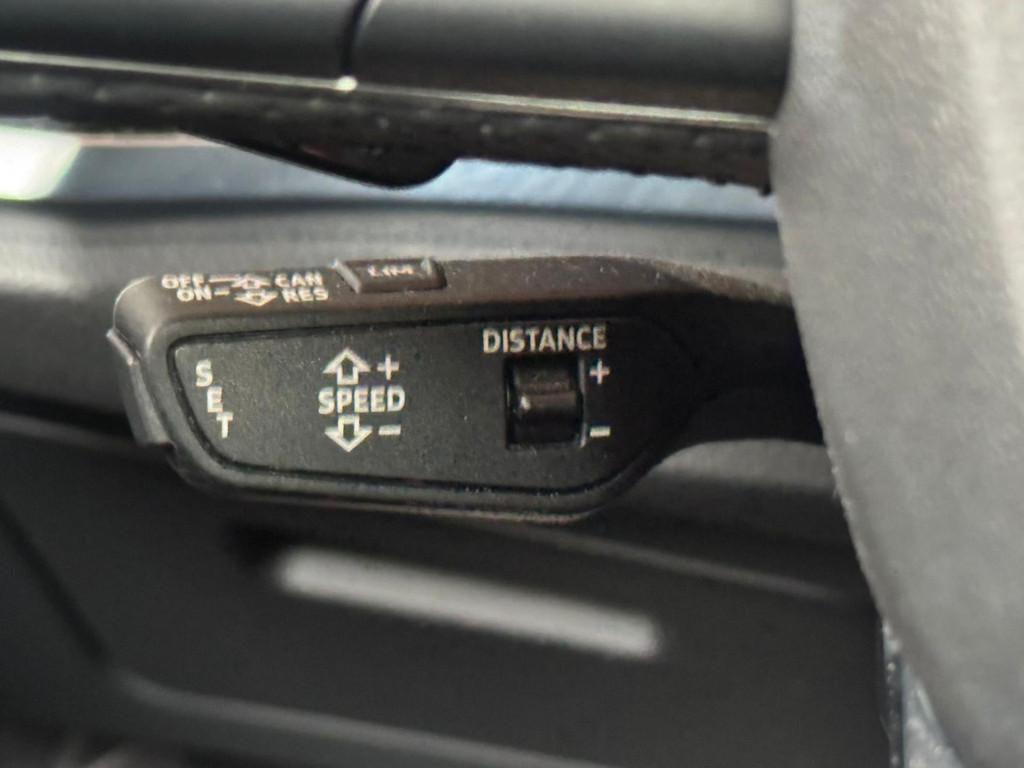 OFF CAN
ON RES
LIM
DISTANCE
SET
+
SPEED
-
+
-